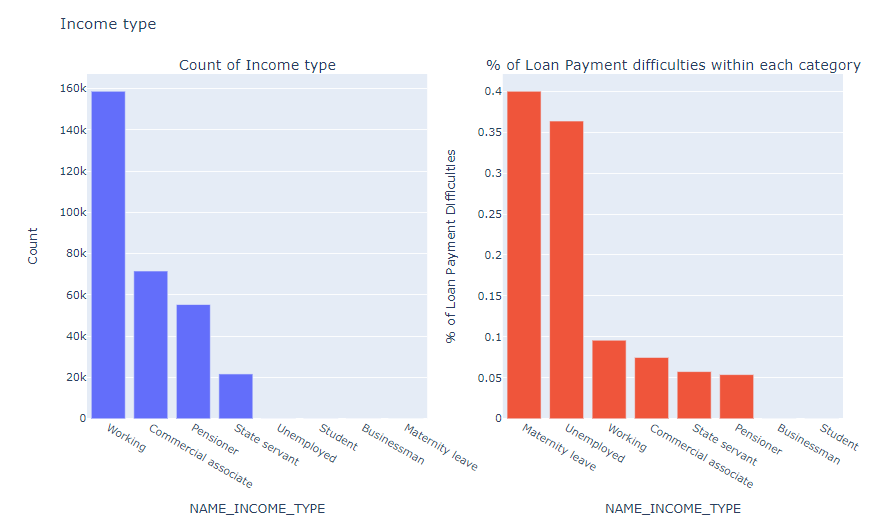 Income type
Count of Income type
Count
160k
140k
120k
100k
80k
60k
40k
20k
0
Working
Commercial associate
Pensioner
State servant
Unemployed
Student
Businessman
Maternity leave
NAME_INCOME_TYPE
% of Loan Payment difficulties within each category
% of Loan Payment Difficulties
0.4
0.35
0.3
0.25
0.2
0.15
0.1
0.05
0
Maternity leave
Unemployed
Working
Commercial associate
State servant
Pensioner
Businessman
Student
NAME_INCOME_TYPE